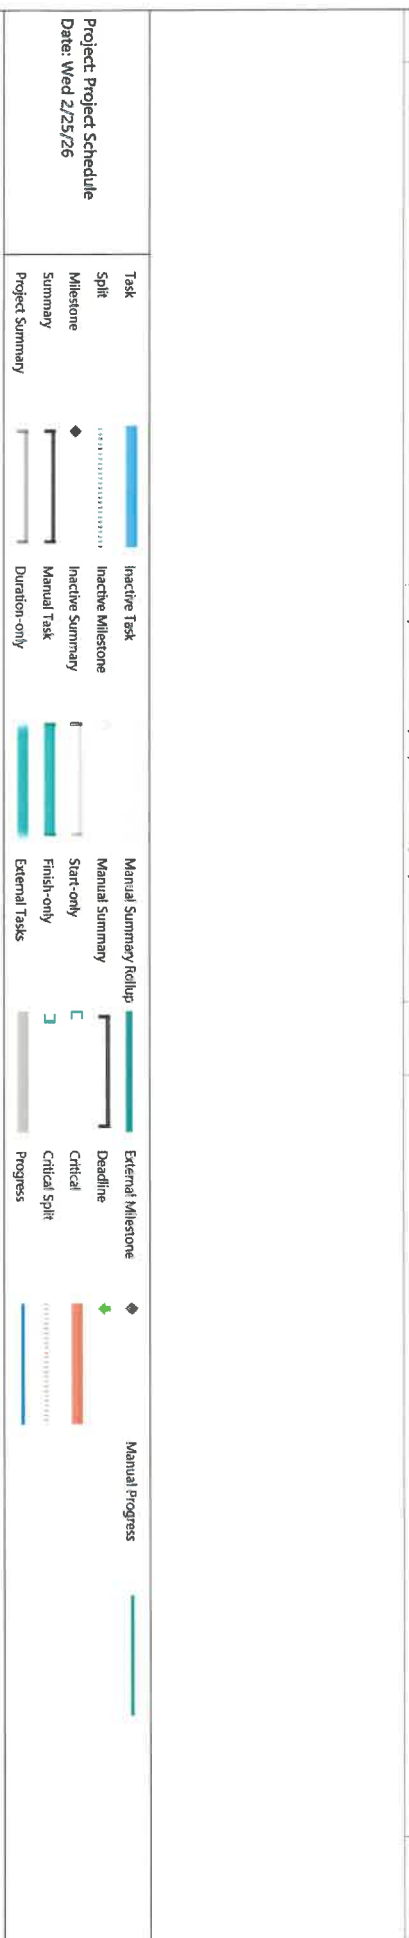 Project: Project Schedule
Date: Wed 2/25/26
Task
Split
Milestone
Summary
Project Summary
Inactive Task
Inactive Milestone
Inactive Summary
Manual Task
Duration-only
Manual Summary Rollup
Manual Summary
Start-only
Finish-only
External Tasks
External Milestone
Deadline
Critical
Critical Split
Progress
Manual Progress